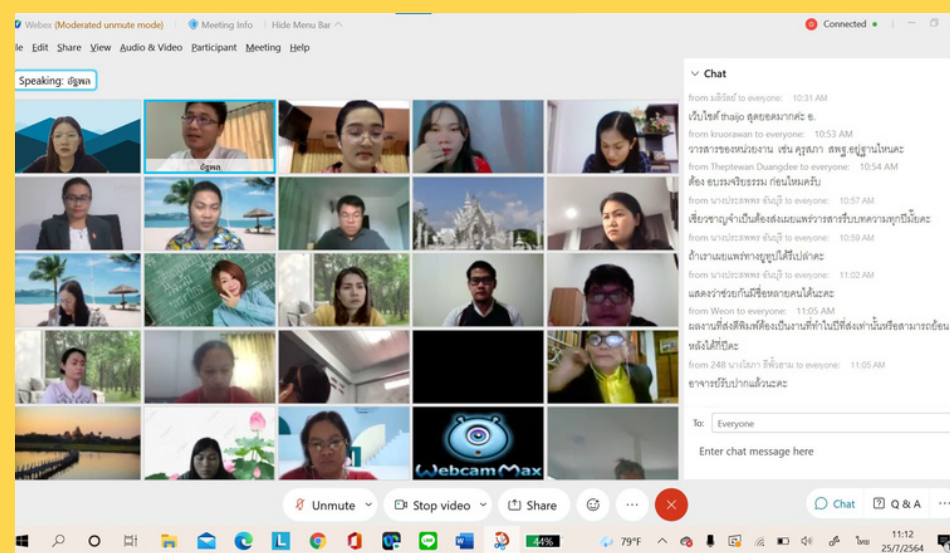 Webex (Moderated unmute mode) Meeting Info Hide Menu Bar
Edit Share View Audio & Video Participant Meeting Help
Connected
Speaking: อัฐพล
อัฐพล
WebcamMax
Chat
to everyone: 10:31 AM
เว็บไซต์ thaijo สุดยอดมากค่ะ อ.
from kruorawan to everyone: 10:53 AM
วารสารของหน่วยงาน เช่น คุรุสภา สพฐ.อยู่ฐานไหนคะ
from Theptewan Duangdee to everyone: 10:54 AM
ต้อง อบรมจริยธรรม ก่อนไหมครับ
from นางประภพพร to everyone: 10:57 AM
เชี่ยวชาญจำเป็นต้องส่งเผยแพร่วารสารรึบบทความทุกปีมั้ยคะ
to everyone: 10:59 AM
ถ้าเราเผยแพร่ทางยูทูปได้รึเปล่าคะ
to everyone: 11:02 AM
แสดงว่าช่วยกันมีชื่อหลายคนได้นะคะ
from Weon to everyone: 11:05 AM
ผลงานที่ส่งตีพิมพ์ต้องเป็นงานที่ทำในปีที่ส่งเท่านั้นหรือสามารถย้อน
หลังได้กี่ปีคะ
from 248 to everyone: 11:05 AM
อาจารย์รับปากแล้วนะคะ
To: Everyone
Enter chat message here
Unmute Stop video Share Chat Q & A
44% 79°F ไทย 11:12
25/7/2564